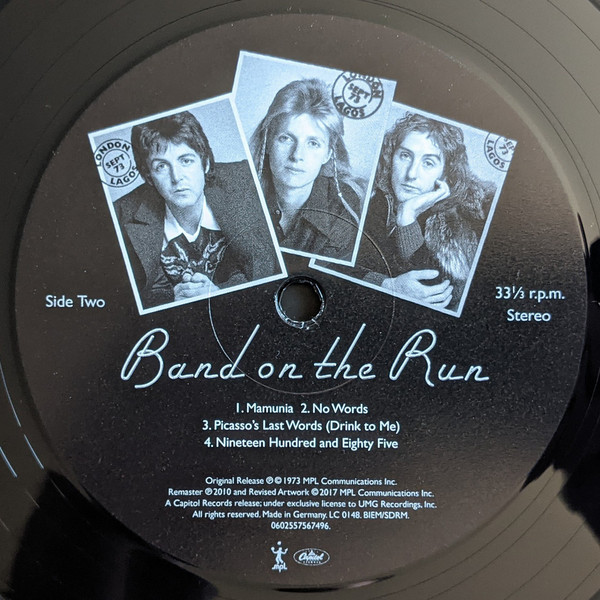 LONDON
SEPT
73
LAGOS
LONDON
SEPT
73
LAGOS
SEPT
73
Side Two
33⅓ r.p.m.
Stereo
Band on the Run
1. Mamunia 2. No Words
3. Picasso's Last Words (Drink to Me)
4. Nineteen Hundred and Eighty Five
Original Release ℗ © 1973 MPL Communications Inc.
Remaster ℗ 2010 and Revised Artwork © 2017 MPL Communications Inc.
A Capitol Records release; under exclusive license to UMG Recordings, Inc.
All rights reserved. Made in Germany. LC 0148. BIEM/SDRM.
0602557567496.
MPL
Capitol